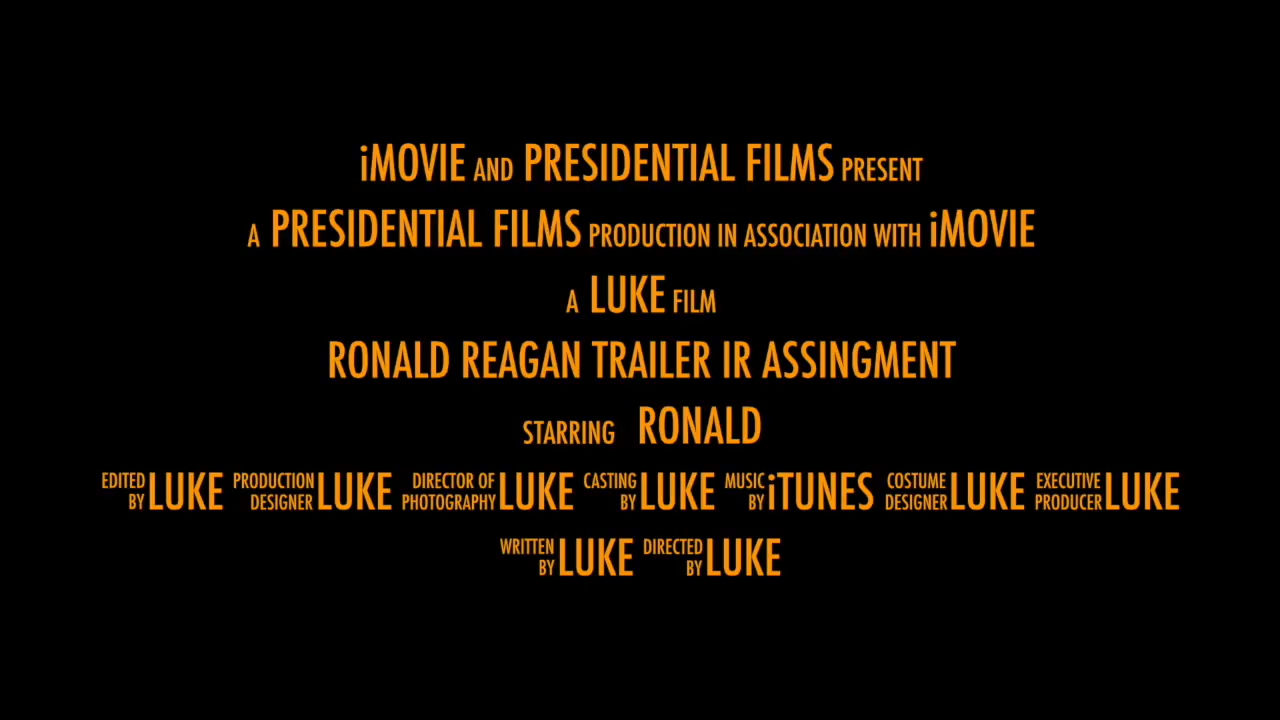 iMOVIE AND PRESIDENTIAL FILMS PRESENT
A PRESIDENTIAL FILMS PRODUCTION IN ASSOCIATION WITH iMOVIE
A LUKE FILM
RONALD REAGAN TRAILER IR ASSINGMENT
STARRING RONALD
EDITED BY LUKE PRODUCTION DESIGNER LUKE DIRECTOR OF PHOTOGRAPHY LUKE CASTING BY LUKE MUSIC BY iTUNES COSTUME DESIGNER LUKE EXECUTIVE PRODUCER LUKE
WRITTEN BY LUKE DIRECTED BY LUKE